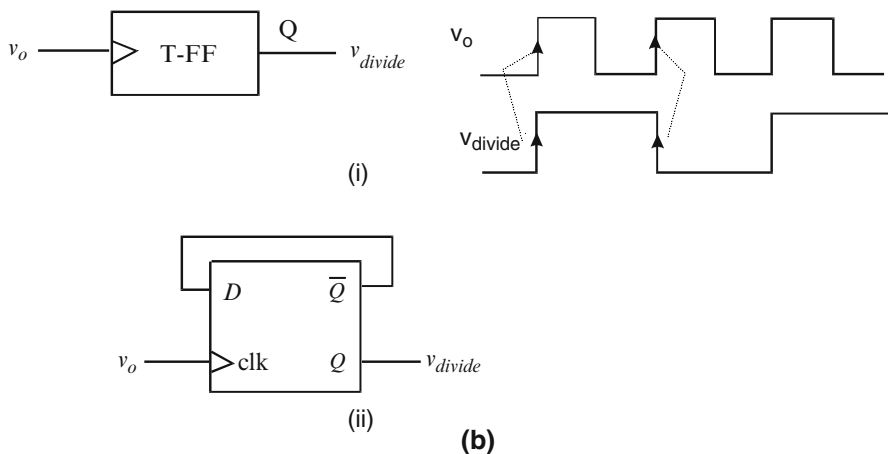 Q
v_o T-FF v_divide
(i)
v_o
v_divide
D Q̅
v_o clk Q v_divide
(ii)
(b)